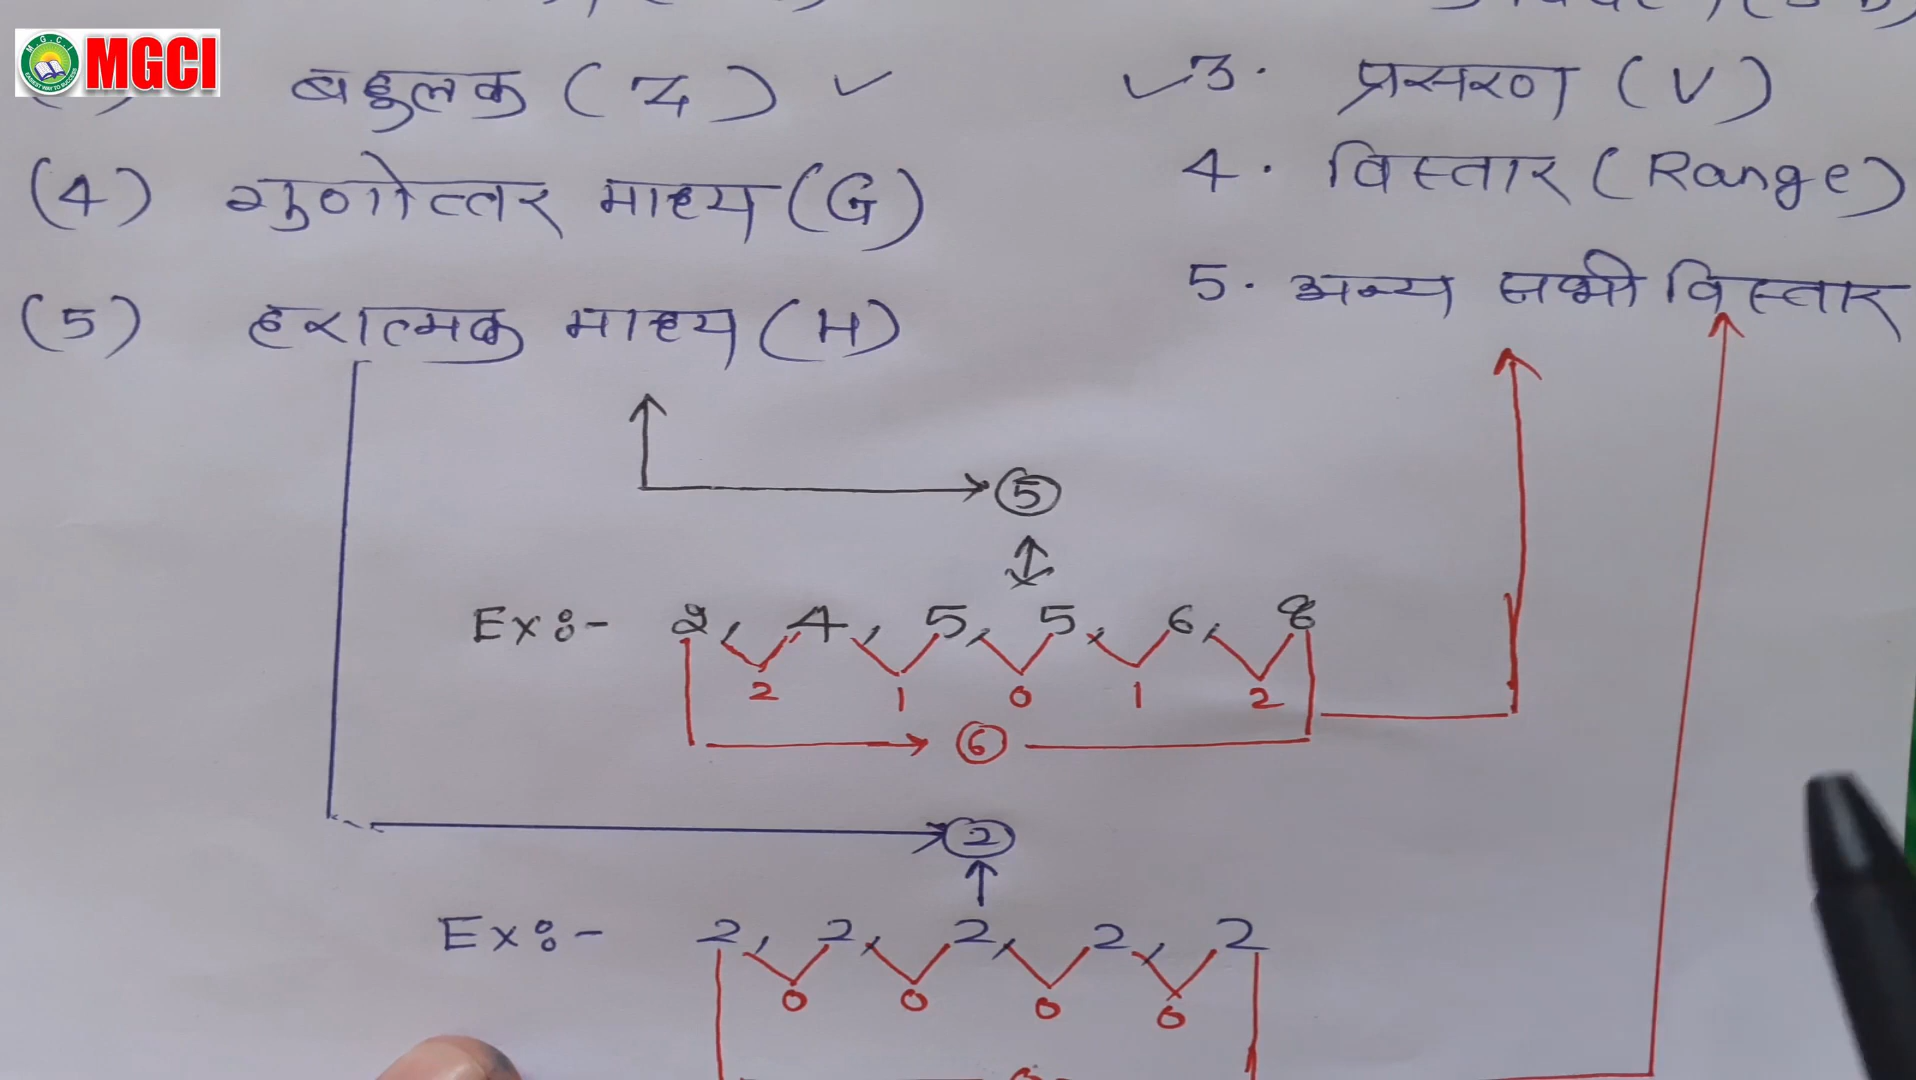 MGCI
बहुलक (Z) ✓
(4) गुणोत्तर माध्य (G)
(5) हरात्मक माध्य (H)
✓3. प्रसरण (V)
4. विस्तार (Range)
5. अन्य सभी विस्तार
5
Ex:- 2, 4, 5, 5, 6, 8
2 1 0 1 2
6
2
Ex:- 2, 2, 2, 2, 2
0 0 0 0